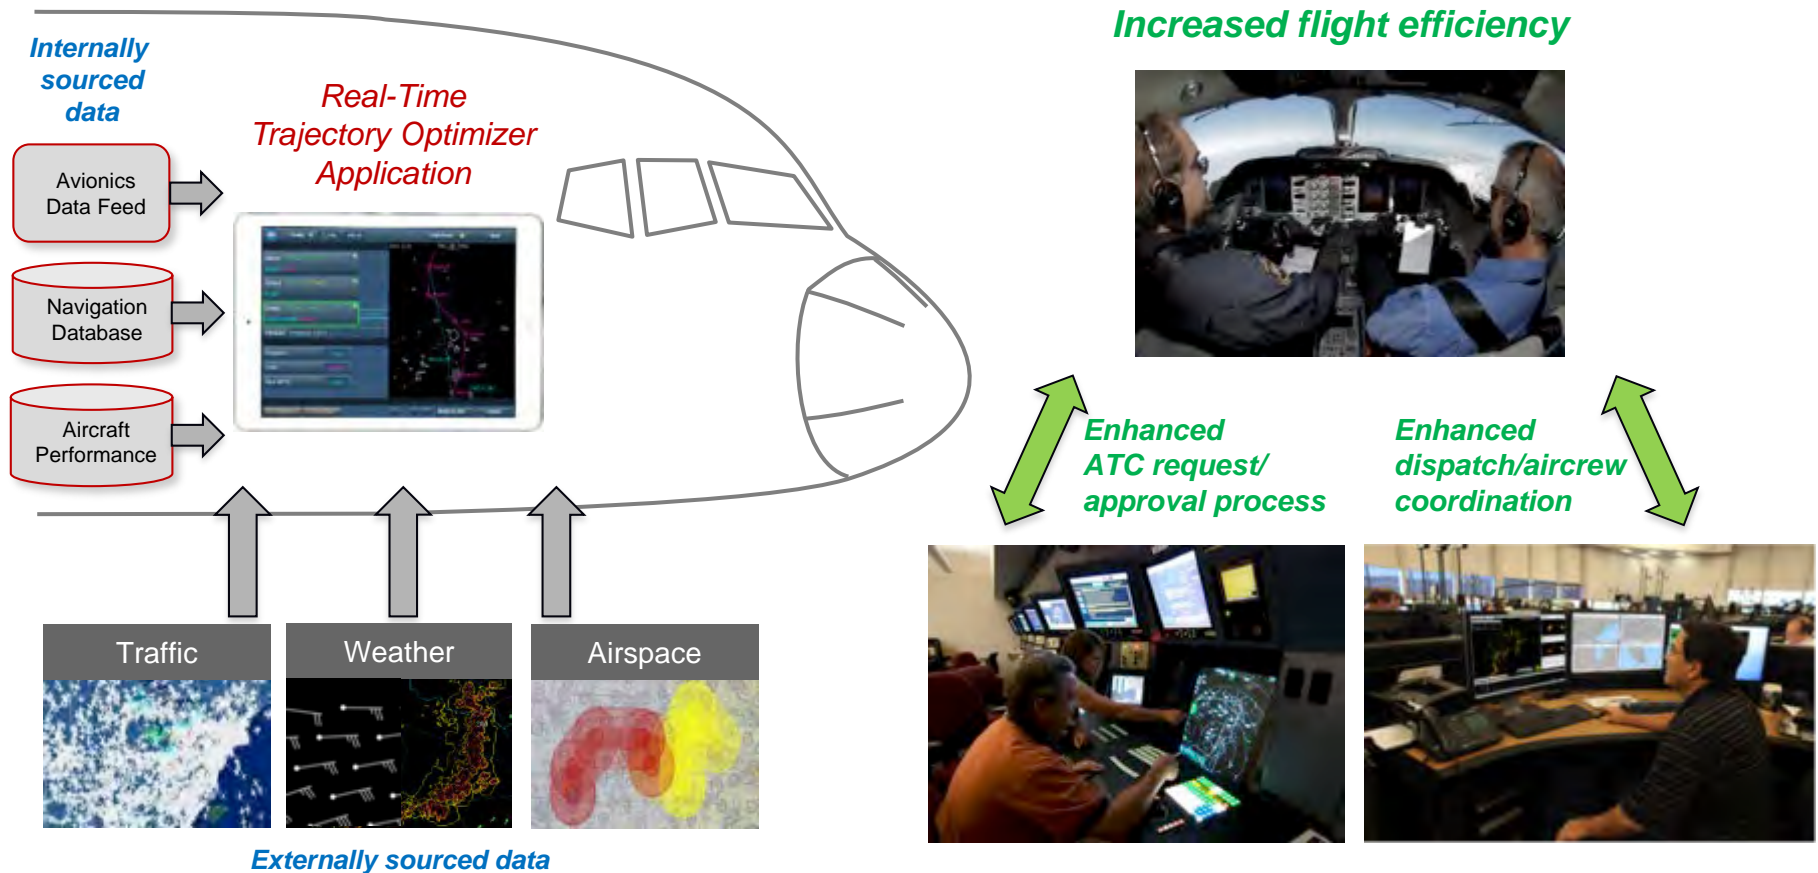 Internally
sourced
data
Real-Time
Trajectory Optimizer
Application
Avionics
Data Feed
Navigation
Database
Aircraft
Performance
Traffic
Weather
Airspace
Externally sourced data
Increased flight efficiency
Enhanced
ATC request/
approval process
Enhanced
dispatch/aircrew
coordination